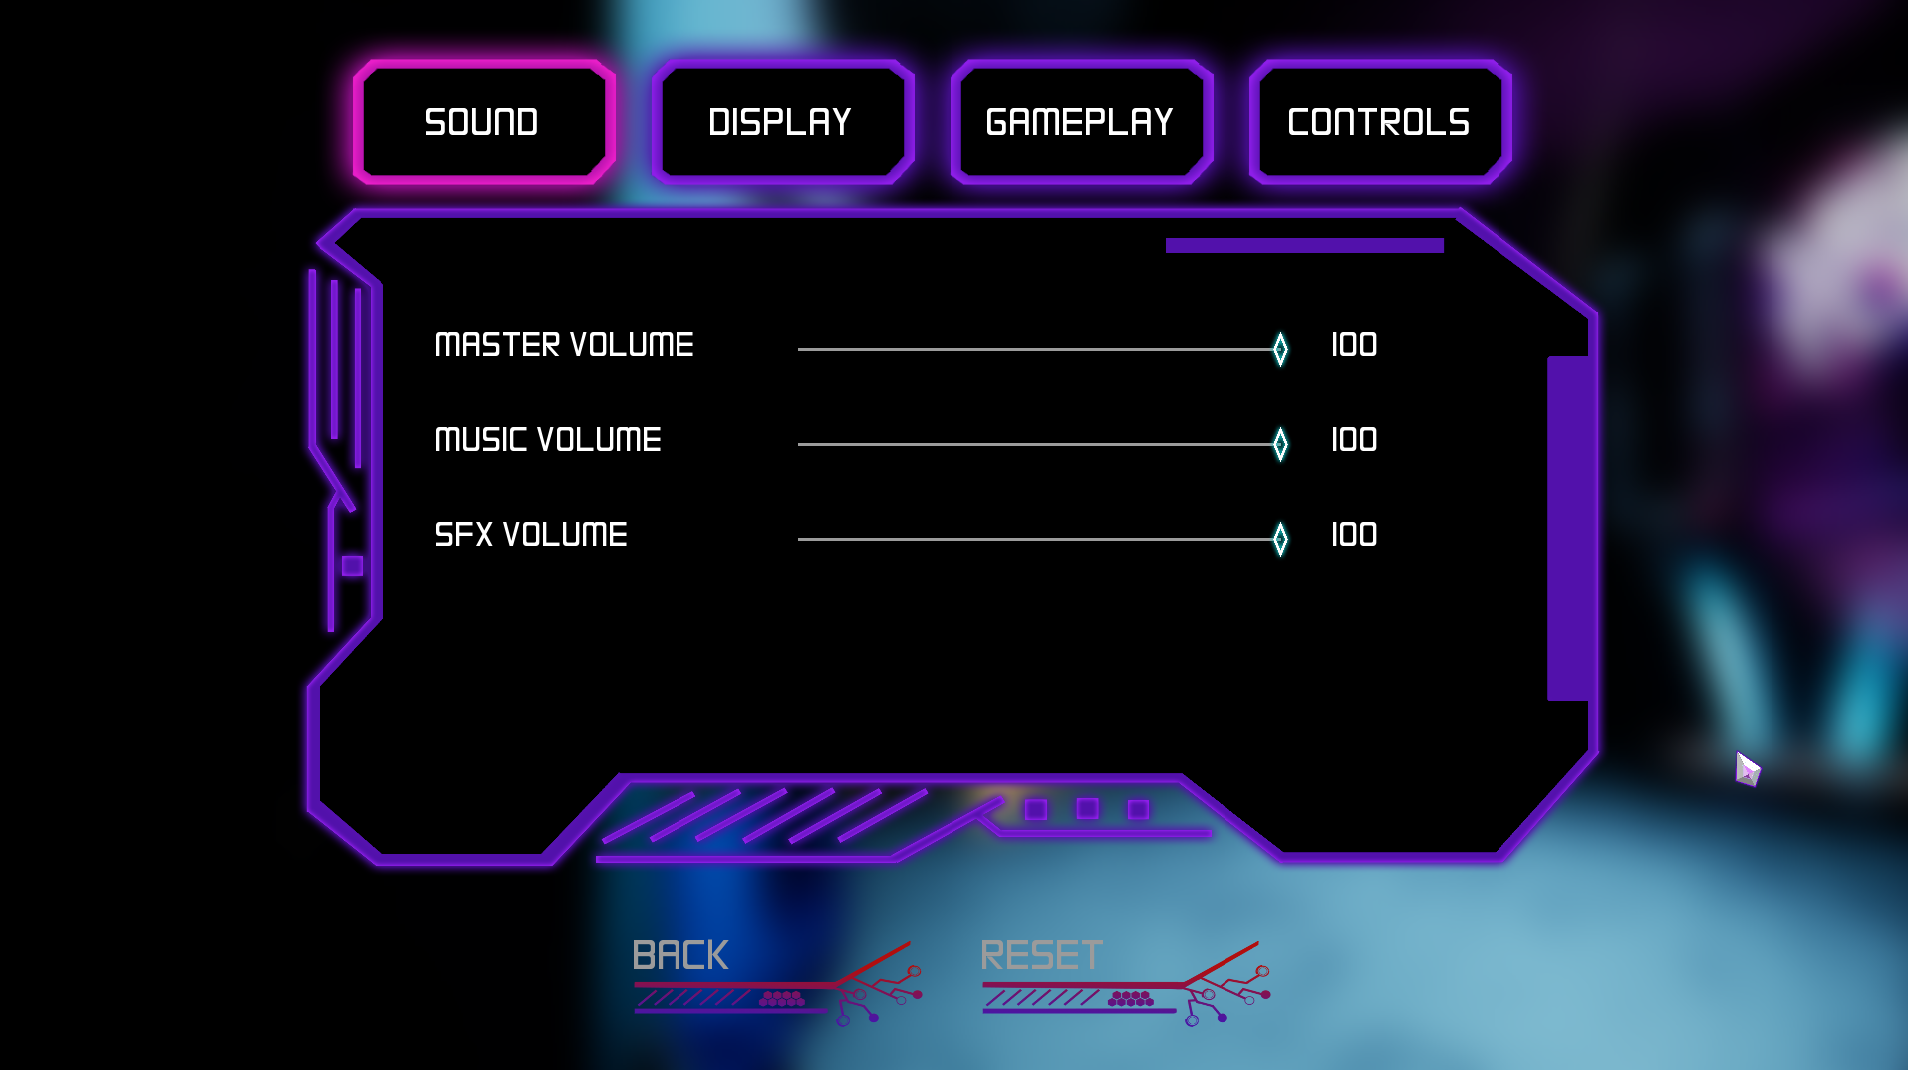 SOUND
DISPLAY
GAMEPLAY
CONTROLS
MASTER VOLUME
100
MUSIC VOLUME
100
SFX VOLUME
100
BACK
RESET